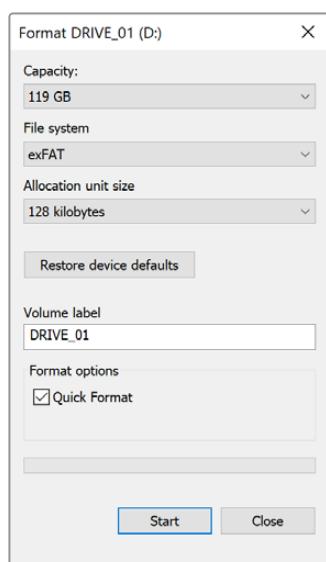 Format DRIVE_01 (D:)
Capacity:
119 GB
File system
exFAT
Allocation unit size
128 kilobytes
Restore device defaults
Volume label
DRIVE_01
Format options
Quick Format
Start Close